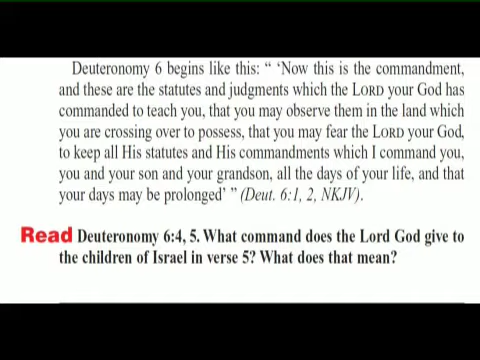 Deuteronomy 6 begins like this: “ ‘Now this is the commandment,
and these are the statutes and judgments which the LORD your God has
commanded to teach you, that you may observe them in the land which
you are crossing over to possess, that you may fear the LORD your God,
to keep all His statutes and His commandments which I command you,
you and your son and your grandson, all the days of your life, and that
your days may be prolonged’ ” (Deut. 6:1, 2, NKJV).
Read Deuteronomy 6:4, 5. What command does the Lord God give to
the children of Israel in verse 5? What does that mean?